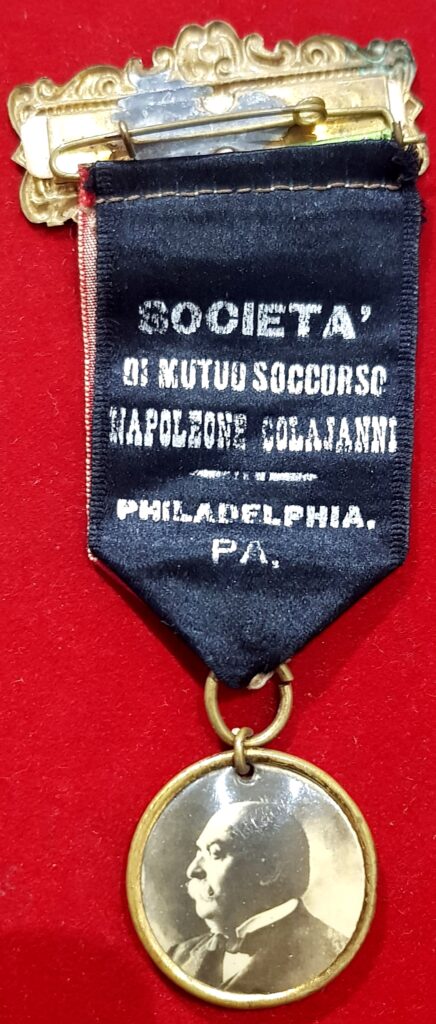 SOCIETA'
DI MUTUO SOCCORSO
NAPOLEONE COLAJANNI
PHILADELPHIA.
PA.